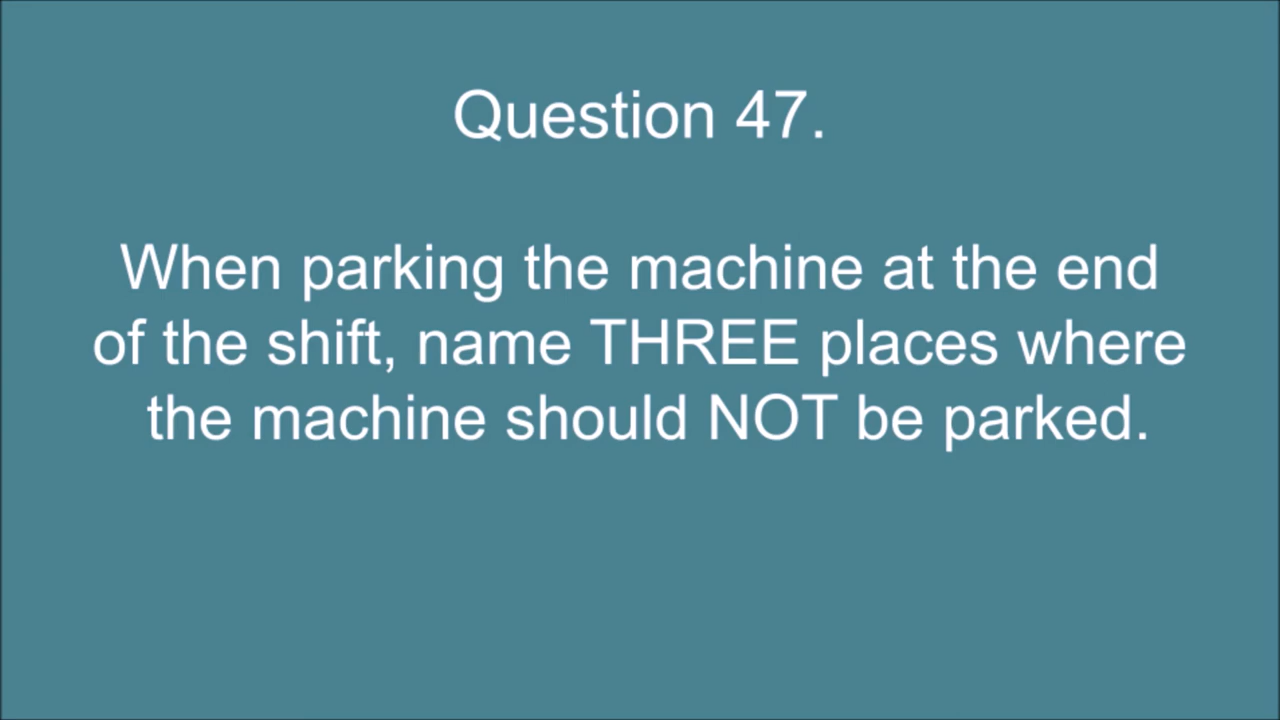 Question 47.
When parking the machine at the end
of the shift, name THREE places where
the machine should NOT be parked.